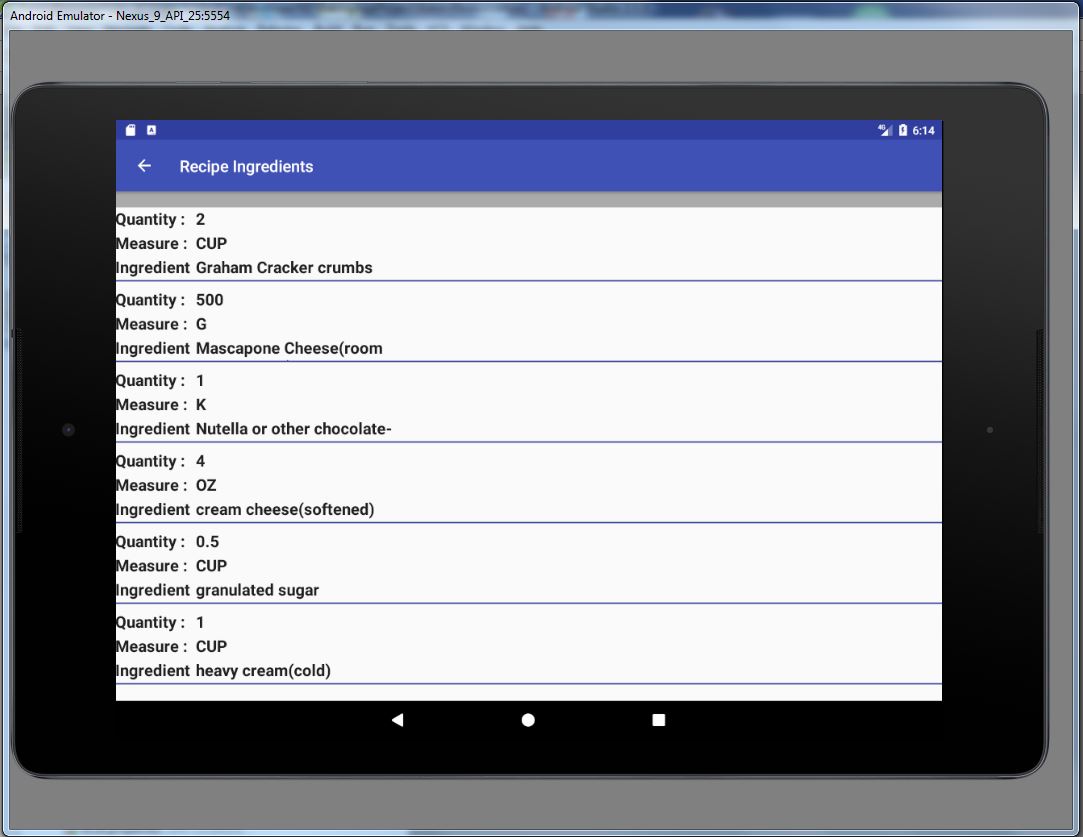 Android Emulator - Nexus_9_API_25:5554
A
4G 6:14
Recipe Ingredients
Quantity : 2
Measure : CUP
Ingredient Graham Cracker crumbs
Quantity : 500
Measure : G
Ingredient Mascapone Cheese(room
Quantity : 1
Measure : K
Ingredient Nutella or other chocolate-
Quantity : 4
Measure : OZ
Ingredient cream cheese(softened)
Quantity : 0.5
Measure : CUP
Ingredient granulated sugar
Quantity : 1
Measure : CUP
Ingredient heavy cream(cold)